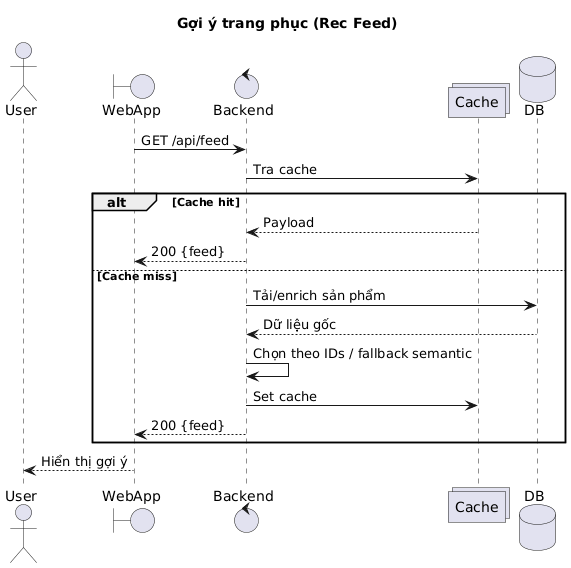 Gợi ý trang phục (Rec Feed)
User
WebApp
Backend
Cache
DB
GET /api/feed
Tra cache
alt [Cache hit]
Payload
200 {feed}
[Cache miss]
Tải/enrich sản phẩm
Dữ liệu gốc
Chọn theo IDs / fallback semantic
Set cache
200 {feed}
Hiển thị gợi ý
User
WebApp
Backend
Cache
DB